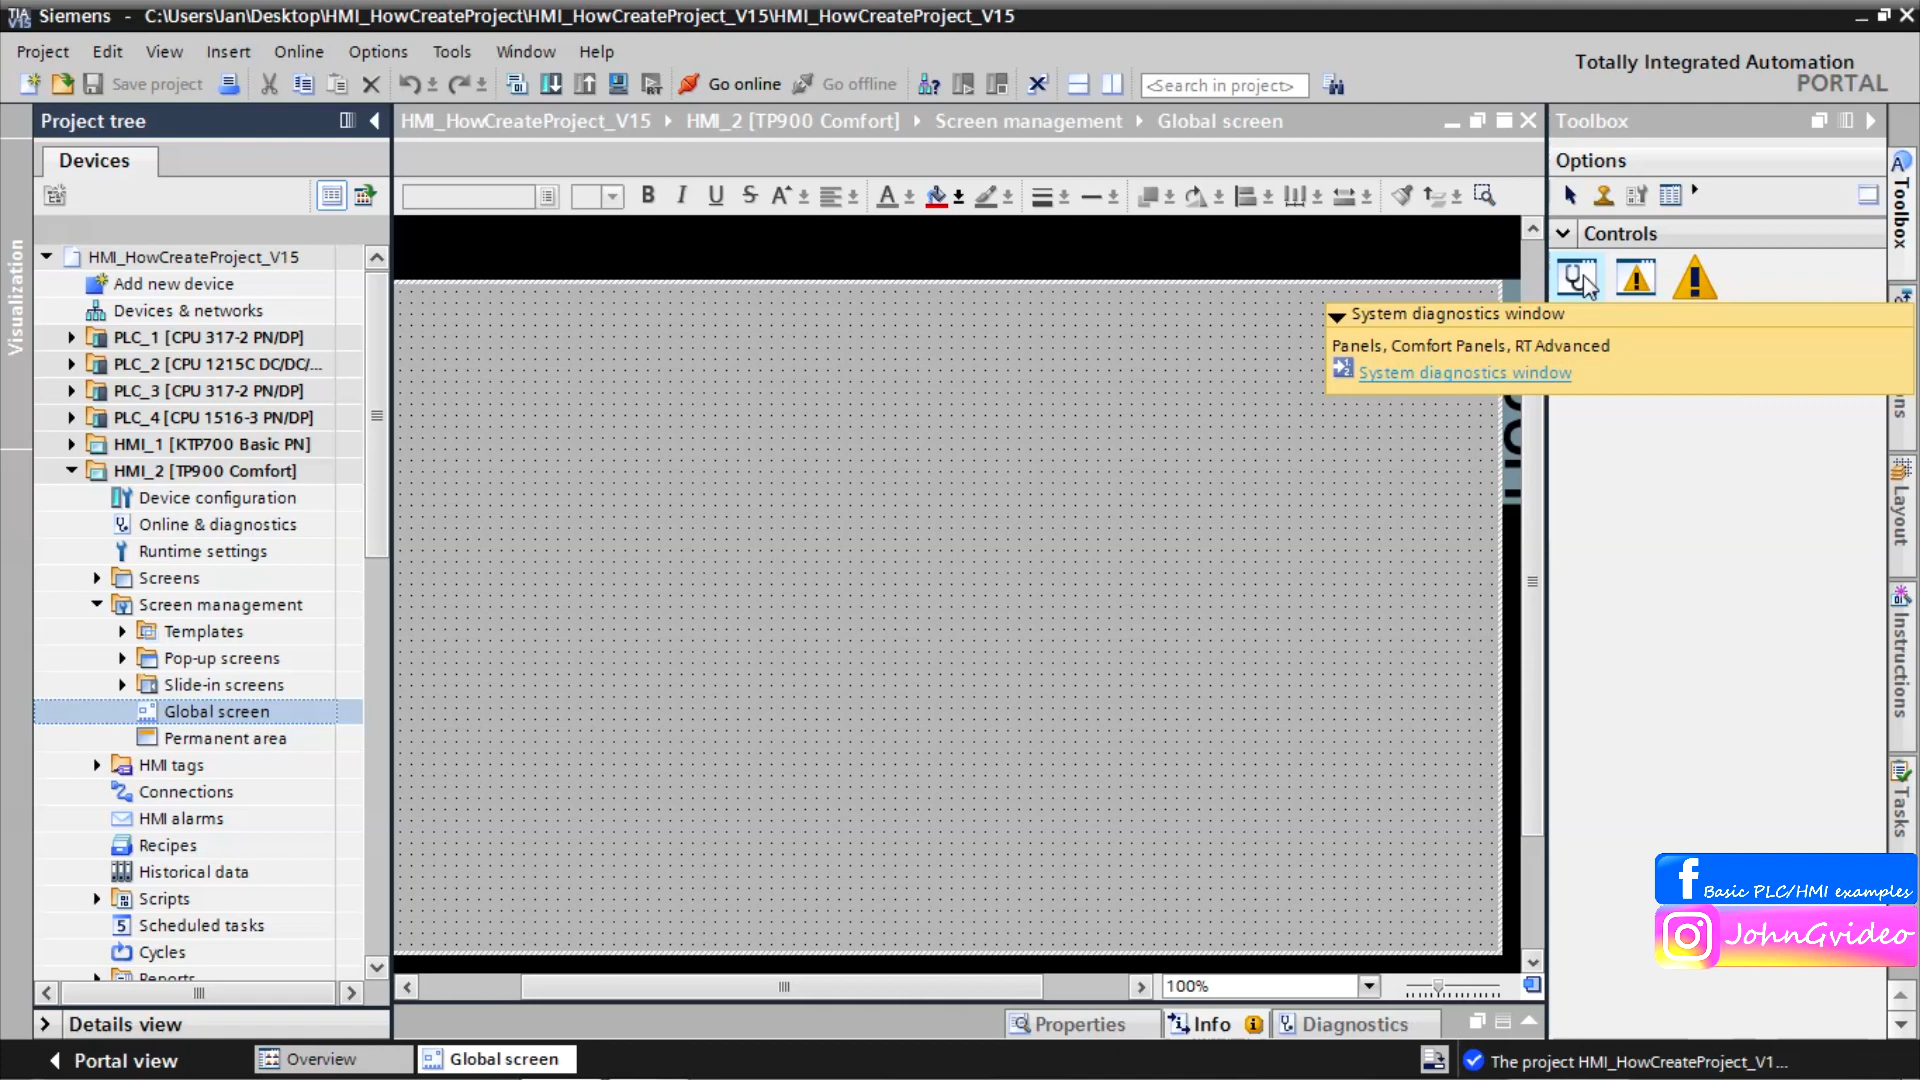 Siemens - C:\Users\Jan\Desktop\HMI_HowCreateProject\HMI_HowCreateProject_V15\HMI_HowCreateProject_V15
Project Edit View Insert Online Options Tools Window Help
Totally Integrated Automation
PORTAL
Save project
Go online
Go offline
<Search in project>
Project tree
HMI_HowCreateProject_V15 HMI_2 [TP900 Comfort] Screen management Global screen
Toolbox
Devices
Options
Controls
System diagnostics window
Panels, Comfort Panels, RT Advanced
System diagnostics window
Visualization
HMI_HowCreateProject_V15
Add new device
Devices & networks
PLC_1 [CPU 317-2 PN/DP]
PLC_2 [CPU 1215C DC/DC/...
PLC_3 [CPU 317-2 PN/DP]
PLC_4 [CPU 1516-3 PN/DP]
HMI_1 [KTP700 Basic PN]
HMI_2 [TP900 Comfort]
Device configuration
Online & diagnostics
Runtime settings
Screens
Screen management
Templates
Pop-up screens
Slide-in screens
Global screen
Permanent area
HMI tags
Connections
HMI alarms
Recipes
Historical data
Scripts
Scheduled tasks
Cycles
Reports
Toolbox
Layout
Instructions
Tasks
Basic PLC/HMI examples
JohnGvideo
100%
Properties Info Diagnostics
Details view
Portal view
Overview
Global screen
The project HMI_HowCreateProject_V1...